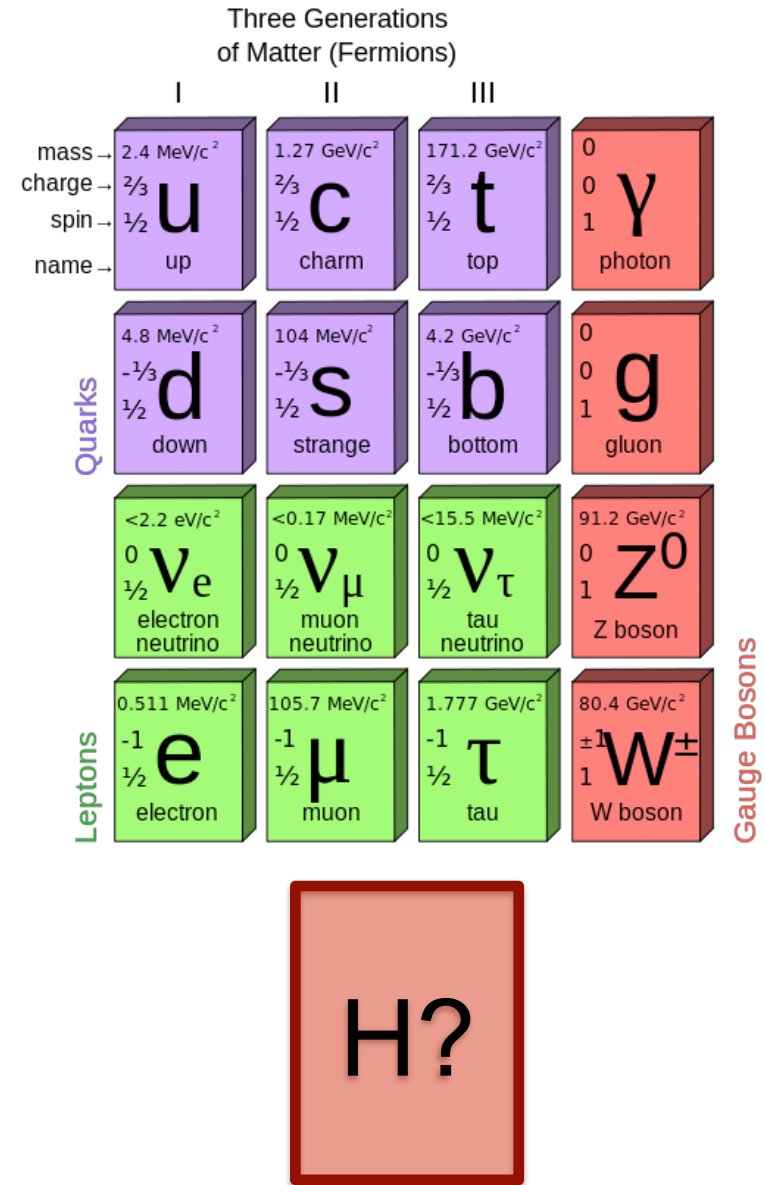 Three Generations
of Matter (Fermions)
I II III
mass→
charge→
spin→
name→
2.4 MeV/c²
⅔
½
u
up
1.27 GeV/c²
⅔
½
c
charm
171.2 GeV/c²
⅔
½
t
top
0
0
1
γ
photon
Quarks
4.8 MeV/c²
-⅓
½
d
down
104 MeV/c²
-⅓
½
s
strange
4.2 GeV/c²
-⅓
½
b
bottom
0
0
1
g
gluon
<2.2 eV/c²
0
½
νe
electron
neutrino
<0.17 MeV/c²
0
½
νμ
muon
neutrino
<15.5 MeV/c²
0
½
ντ
tau
neutrino
91.2 GeV/c²
0
1
Z⁰
Z boson
Leptons
0.511 MeV/c²
-1
½
e
electron
105.7 MeV/c²
-1
½
μ
muon
1.777 GeV/c²
-1
½
τ
tau
80.4 GeV/c²
±1
1
W±
W boson
Gauge Bosons
H?